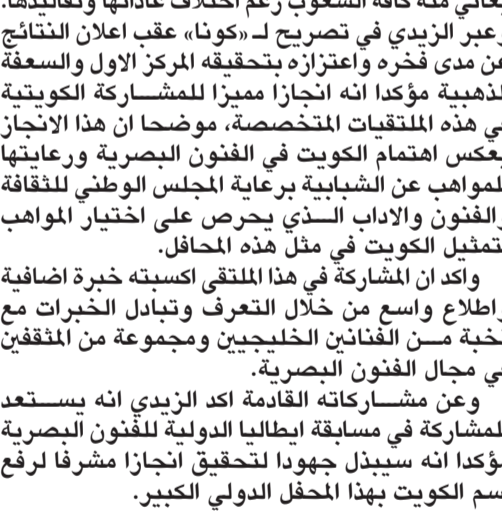 يعاني منه كافة الشعوب رغم اختلاف عاداتها وتقاليدها.
وعبر الزيدي في تصريح لـ «كونا» عقب اعلان النتائج
عن مدى فخره واعتزازه بتحقيقه المركز الاول والسعفة
لذهبية مؤكدا انه انجازا مميزا للمشاركة الكويتية
في هذه الملتقيات المتخصصة، موضحا ان هذا الانجاز
يعكس اهتمام الكويت في الفنون البصرية ورعايتها
للمواهب عن الشبابية برعاية المجلس الوطني للثقافة
والفنون والاداب الذي يحرص على اختيار المواهب
لتمثيل الكويت في مثل هذه المحافل.
واكد ان المشاركة في هذا الملتقى اكسبته خبرة اضافية
واطلاع واسع من خلال التعرف وتبادل الخبرات مع
نخبة من الفنانين الخليجيين ومجموعة من المثقفين
في مجال الفنون البصرية.
وعن مشاركاته القادمة اكد الزيدي انه يستعد
للمشاركة في مسابقة ايطاليا الدولية للفنون البصرية
مؤكدا انه سيبذل جهودا لتحقيق انجازا مشرفا لرفع
سم الكويت بهذا المحفل الدولي الكبير.